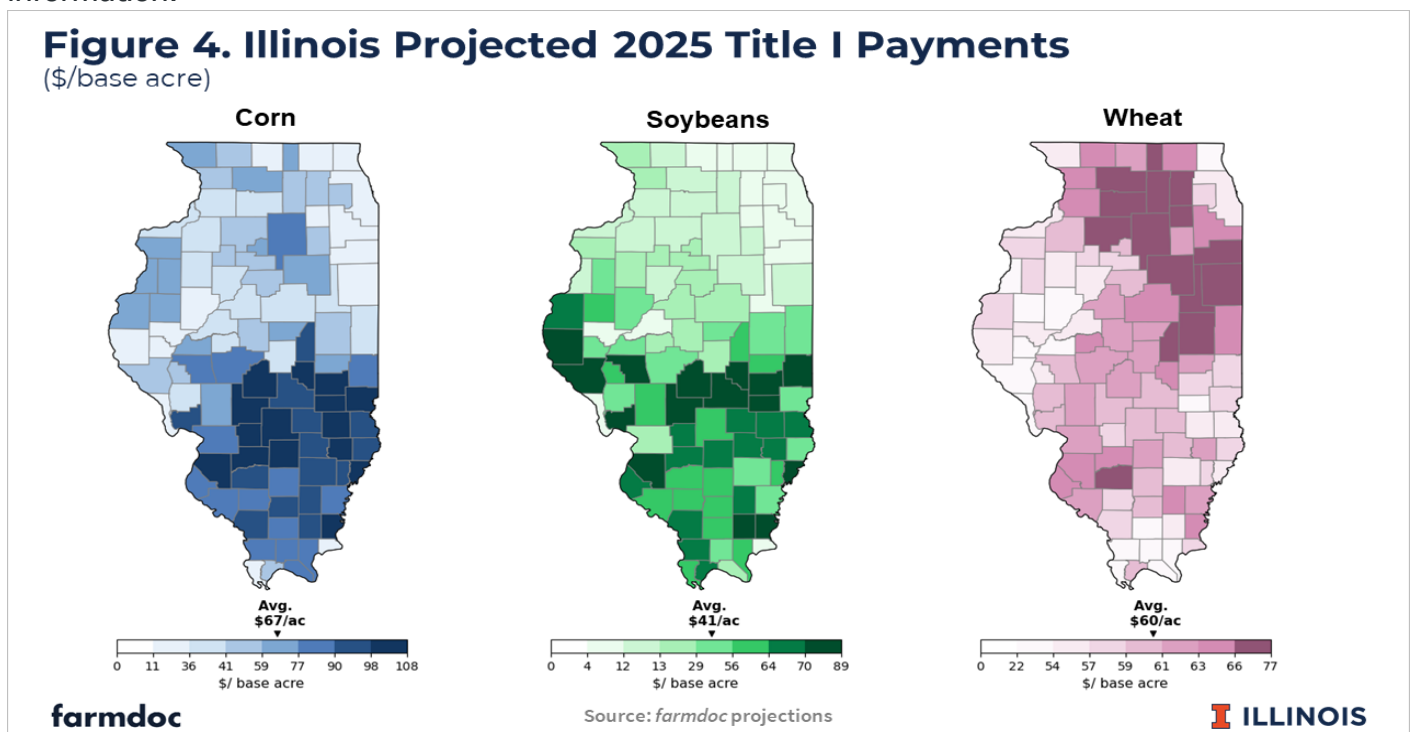 information.
Figure 4. Illinois Projected 2025 Title I Payments
($/base acre)
Corn
Soybeans
Wheat
Avg.
$67/ac
0 11 36 41 59 77 90 98 108
$/ base acre
Avg.
$41/ac
0 4 12 13 29 56 64 70 89
$/ base acre
Avg.
$60/ac
0 22 54 57 59 61 63 66 77
$/ base acre
farmdoc
Source: farmdoc projections
I ILLINOIS